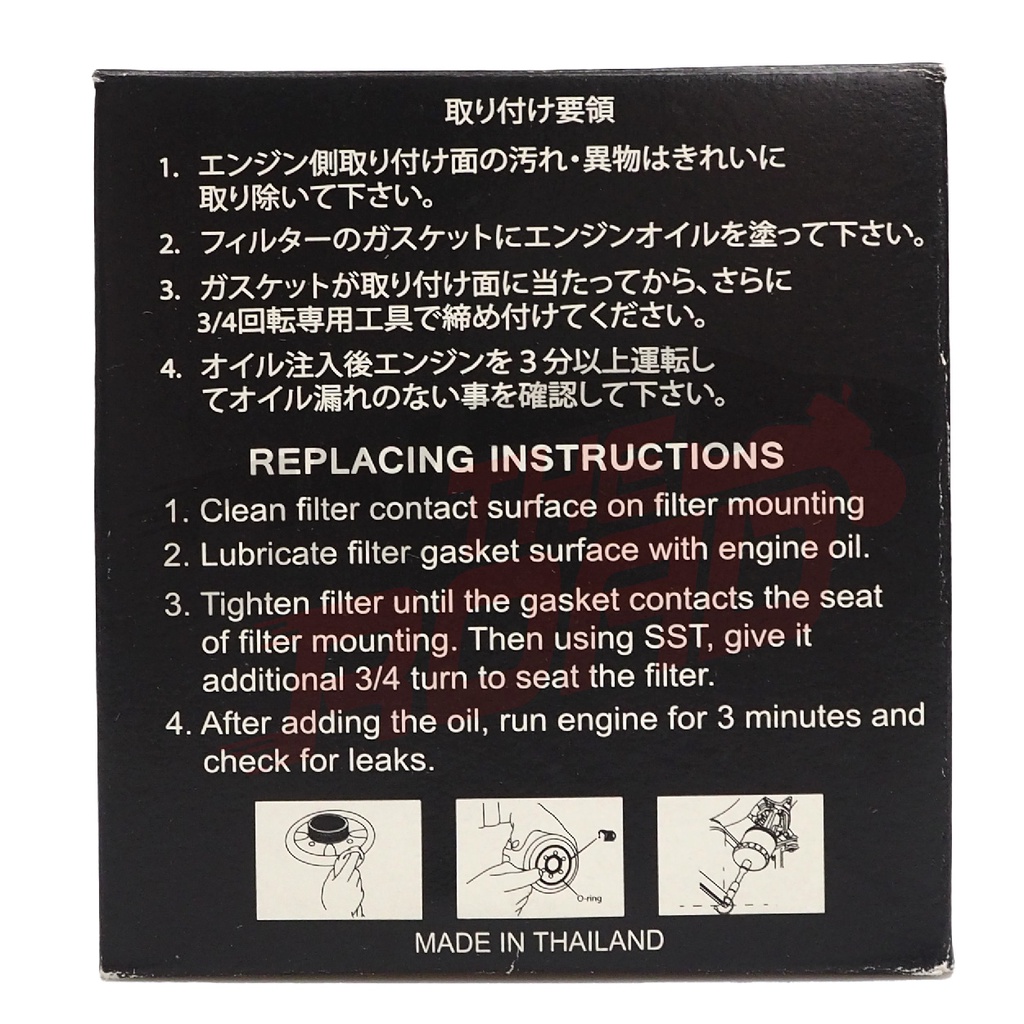 取り付け要領
1. エンジン側取り付け面の汚れ・異物はきれいに
取り除いて下さい。
2. フィルターのガスケットにエンジンオイルを塗って下さい。
3. ガスケットが取り付け面に当たってから、さらに
3/4回転専用工具で締め付けてください。
4. オイル注入後エンジンを3分以上運転し
てオイル漏れのない事を確認して下さい。
REPLACING INSTRUCTIONS
1. Clean filter contact surface on filter mounting
2. Lubricate filter gasket surface with engine oil.
3. Tighten filter until the gasket contacts the seat
of filter mounting. Then using SST, give it
additional 3/4 turn to seat the filter.
4. After adding the oil, run engine for 3 minutes and
check for leaks.
O-ring
MADE IN THAILAND